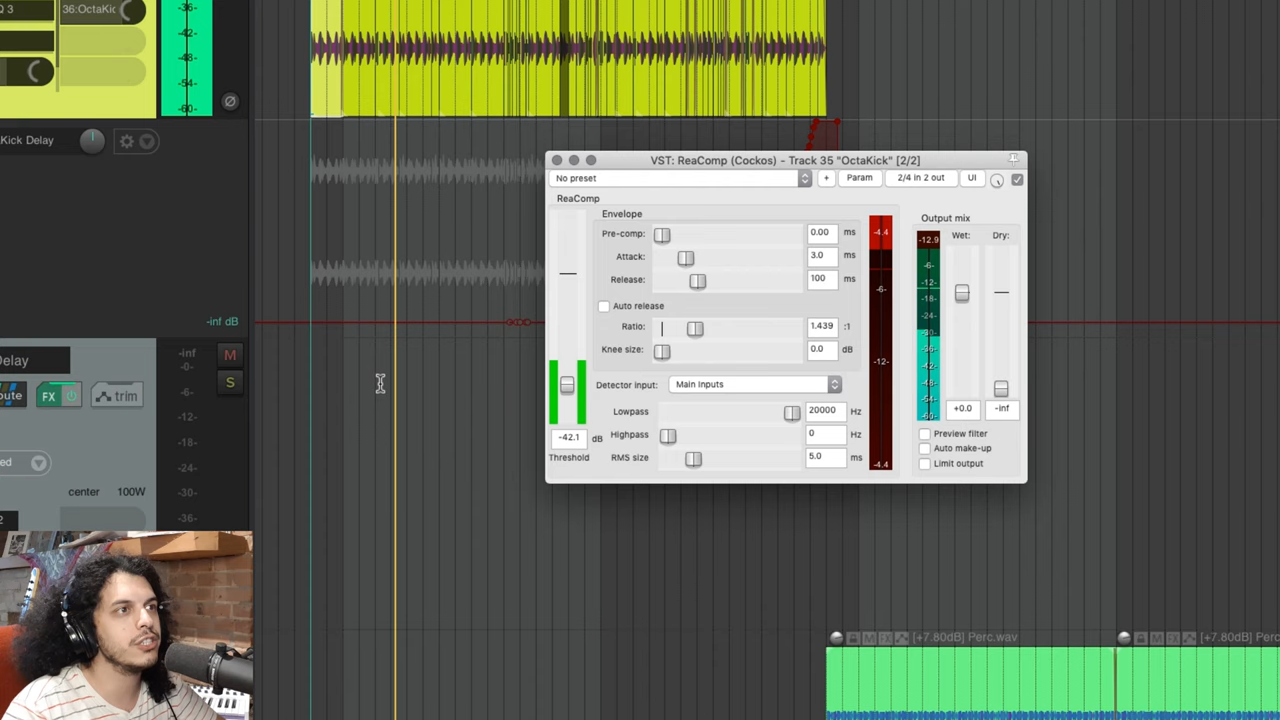 Q 3
36:OctaKic
-36-
-42-
-48-
-54-
-60-
Kick Delay
-inf dB
Delay
-inf
-0-
-6-
-12-
-18-
-24-
-30-
-36-
M
S
oute
FX
trim
ed
center
100W
2
VST: ReaComp (Cockos) - Track 35 "OctaKick" [2/2]
No preset
+
Param
2/4 in 2 out
UI
ReaComp
Envelope
Pre-comp:
0.00
ms
Attack:
3.0
ms
Release:
100
ms
Auto release
Ratio:
1.439
:1
Knee size:
0.0
dB
Detector input:
Main Inputs
Lowpass
20000
Hz
Highpass
0
Hz
RMS size
5.0
ms
-42.1
dB
Threshold
-4.4
-6-
-12-
-4.4
Output mix
Wet:
Dry:
-12.9
-6-
-12-
-18-
-24-
-30-
-36-
-42-
-48-
-54-
-60-
+0.0
-inf
Preview filter
Auto make-up
Limit output
[+7.80dB] Perc.wav
[+7.80dB] Perc